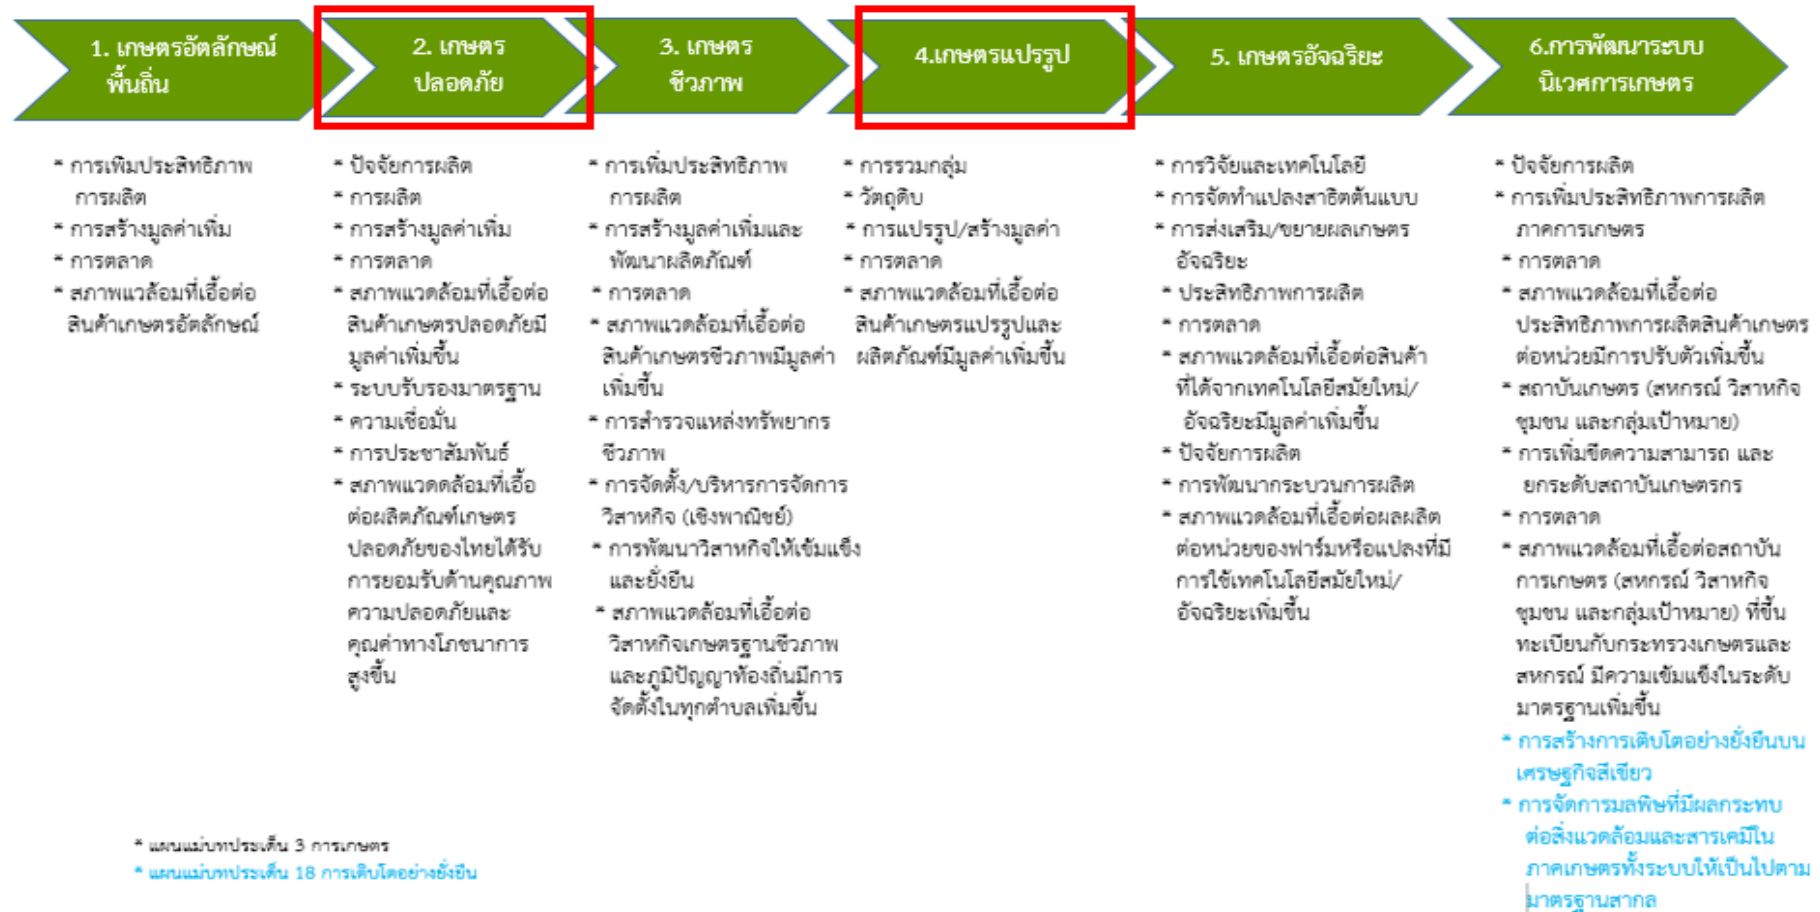 1. เกษตรอัตลักษณ์
พื้นถิ่น
2. เกษตร
ปลอดภัย
3. เกษตร
ชีวภาพ
4.เกษตรแปรรูป
5. เกษตรอัจฉริยะ
6.การพัฒนาระบบ
นิเวศการเกษตร
* การเพิ่มประสิทธิภาพ
การผลิต
* การสร้างมูลค่าเพิ่ม
* การตลาด
* สภาพแวล้อมที่เอื้อต่อ
สินค้าเกษตรอัตลักษณ์
* ปัจจัยการผลิต
* การผลิต
* การสร้างมูลค่าเพิ่ม
* การตลาด
* สภาพแวดล้อมที่เอื้อต่อ
สินค้าเกษตรปลอดภัยมี
มูลค่าเพิ่มขึ้น
* ระบบรับรองมาตรฐาน
* ความเชื่อมั่น
* การประชาสัมพันธ์
* สภาพแวดดล้อมที่เอื้อ
ต่อผลิตภัณฑ์เกษตร
ปลอดภัยของไทยได้รับ
การยอมรับด้านคุณภาพ
ความปลอดภัยและ
คุณค่าทางโภชนาการ
สูงขึ้น
* การเพิ่มประสิทธิภาพ
การผลิต
* การสร้างมูลค่าเพิ่มและ
พัฒนาผลิตภัณฑ์
* การตลาด
* สภาพแวดล้อมที่เอื้อต่อ
สินค้าเกษตรชีวภาพมีมูลค่า
เพิ่มขึ้น
* การสำรวจแหล่งทรัพยากร
ชีวภาพ
* การจัดตั้ง/บริหารการจัดการ
วิสาหกิจ (เชิงพาณิชย์)
* การพัฒนาวิสาหกิจให้เข้มแข็ง
และยั่งยืน
* สภาพแวดล้อมที่เอื้อต่อ
วิสาหกิจเกษตรฐานชีวภาพ
และภูมิปัญญาท้องถิ่นมีการ
จัดตั้งในทุกตำบลเพิ่มขึ้น
* การรวมกลุ่ม
* วัตถุดิบ
* การแปรรูป/สร้างมูลค่า
* การตลาด
* สภาพแวดล้อมที่เอื้อต่อ
สินค้าเกษตรแปรรูปและ
ผลิตภัณฑ์มีมูลค่าเพิ่มขึ้น
* การวิจัยและเทคโนโลยี
* การจัดทำแปลงสาธิตต้นแบบ
* การส่งเสริม/ขยายผลเกษตร
อัจฉริยะ
* ประสิทธิภาพการผลิต
* การตลาด
* สภาพแวดล้อมที่เอื้อต่อสินค้า
ที่ได้จากเทคโนโลยีสมัยใหม่/
อัจฉริยะมีมูลค่าเพิ่มขึ้น
* ปัจจัยการผลิต
* การพัฒนากระบวนการผลิต
* สภาพแวดล้อมที่เอื้อต่อผลผลิต
ต่อหน่วยของฟาร์มหรือแปลงที่มี
การใช้เทคโนโลยีสมัยใหม่/
อัจฉริยะเพิ่มขึ้น
* ปัจจัยการผลิต
* การเพิ่มประสิทธิภาพการผลิต
ภาคการเกษตร
* การตลาด
* สภาพแวดล้อมที่เอื้อต่อ
ประสิทธิภาพการผลิตสินค้าเกษตร
ต่อหน่วยมีการปรับตัวเพิ่มขึ้น
* สถาบันเกษตร (สหกรณ์ วิสาหกิจ
ชุมชน และกลุ่มเป้าหมาย)
* การเพิ่มขีดความสามารถ และ
ยกระดับสถาบันเกษตรกร
* การตลาด
* สภาพแวดล้อมที่เอื้อต่อสถาบัน
การเกษตร (สหกรณ์ วิสาหกิจ
ชุมชน และกลุ่มเป้าหมาย) ที่ขึ้น
ทะเบียนกับกระทรวงเกษตรและ
สหกรณ์ มีความเข้มแข็งในระดับ
มาตรฐานเพิ่มขึ้น
* การสร้างการเติบโตอย่างยั่งยืนบน
เศรษฐกิจสีเขียว
* การจัดการมลพิษที่มีผลกระทบ
ต่อสิ่งแวดล้อมและสารเคมีใน
ภาคเกษตรทั้งระบบให้เป็นไปตาม
มาตรฐานสากล
* แผนแม่บทประเด็น 3 การเกษตร
* แผนแม่บทประเด็น 18 การเติบโตอย่างยั่งยืน